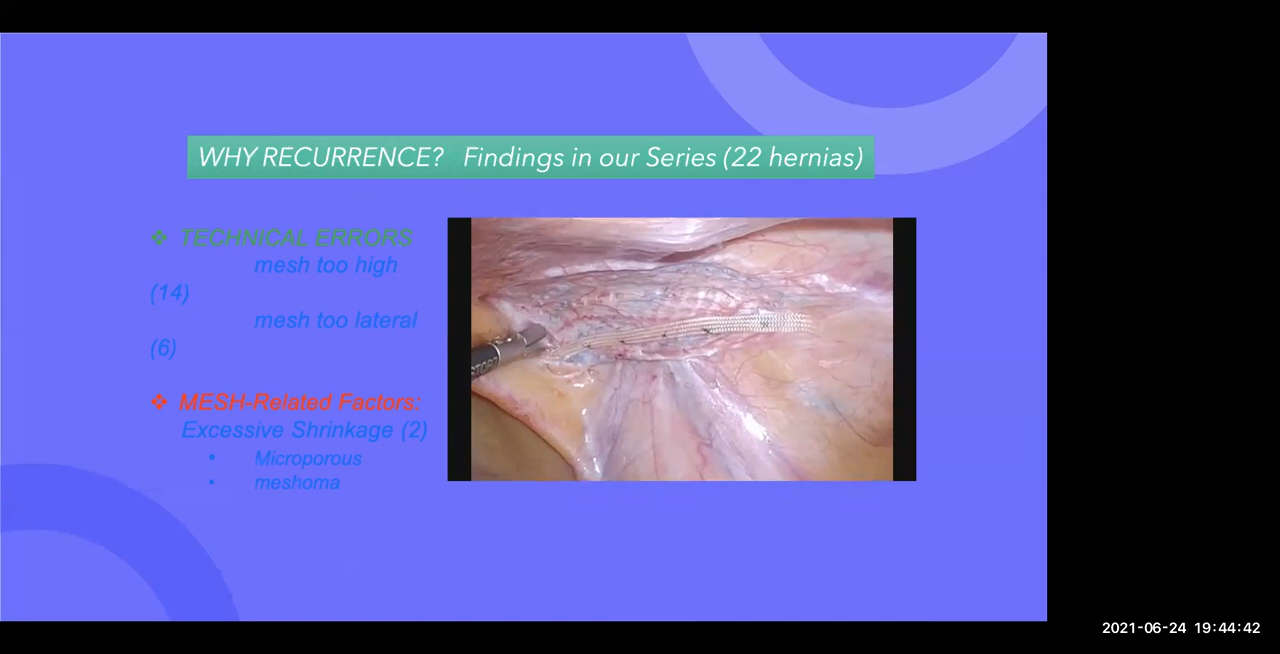 WHY RECURRENCE? Findings in our Series (22 hernias)
❖ TECHNICAL ERRORS
mesh too high
(14)
mesh too lateral
(6)
❖ MESH-Related Factors:
Excessive Shrinkage (2)
• Microporous
• meshoma
2021-06-24 19:44:42